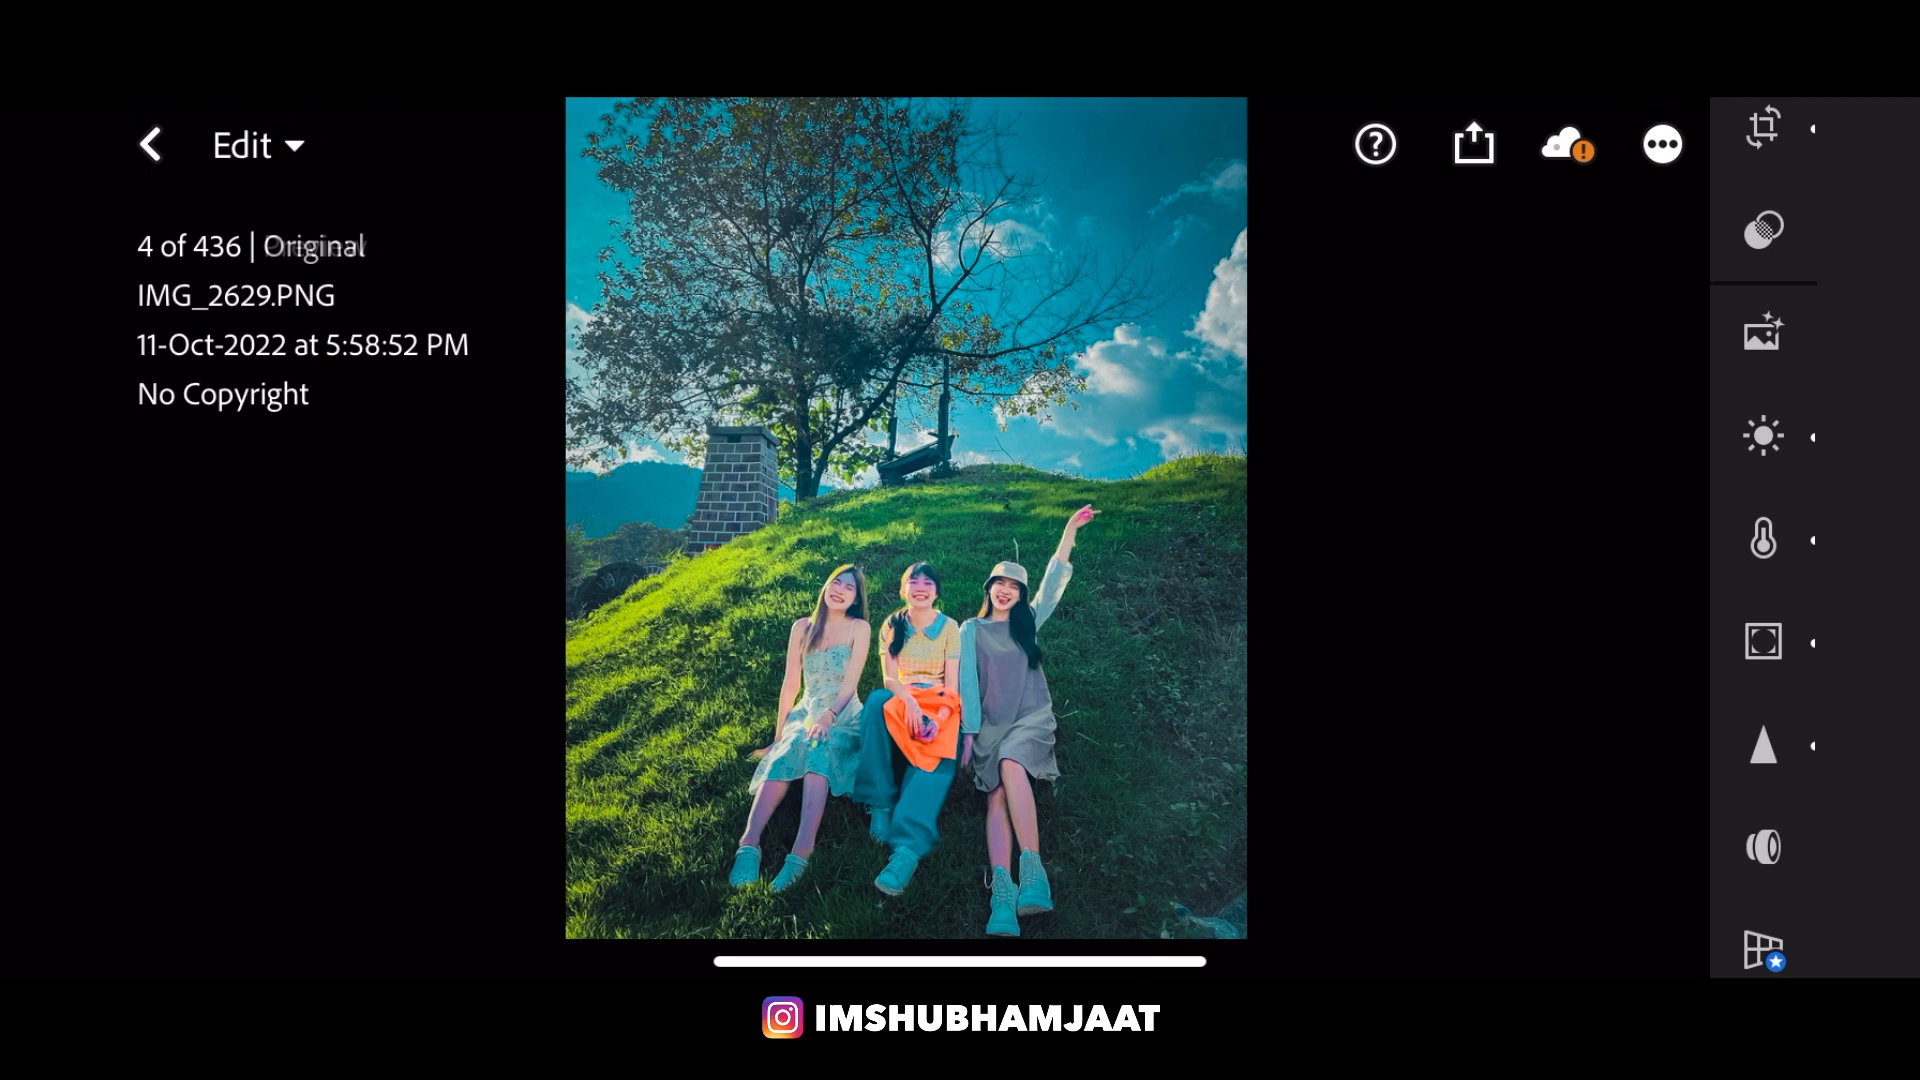 Edit
4 of 436 | Original
IMG_2629.PNG
11-Oct-2022 at 5:58:52 PM
No Copyright
IMSHUBHAMJAAT